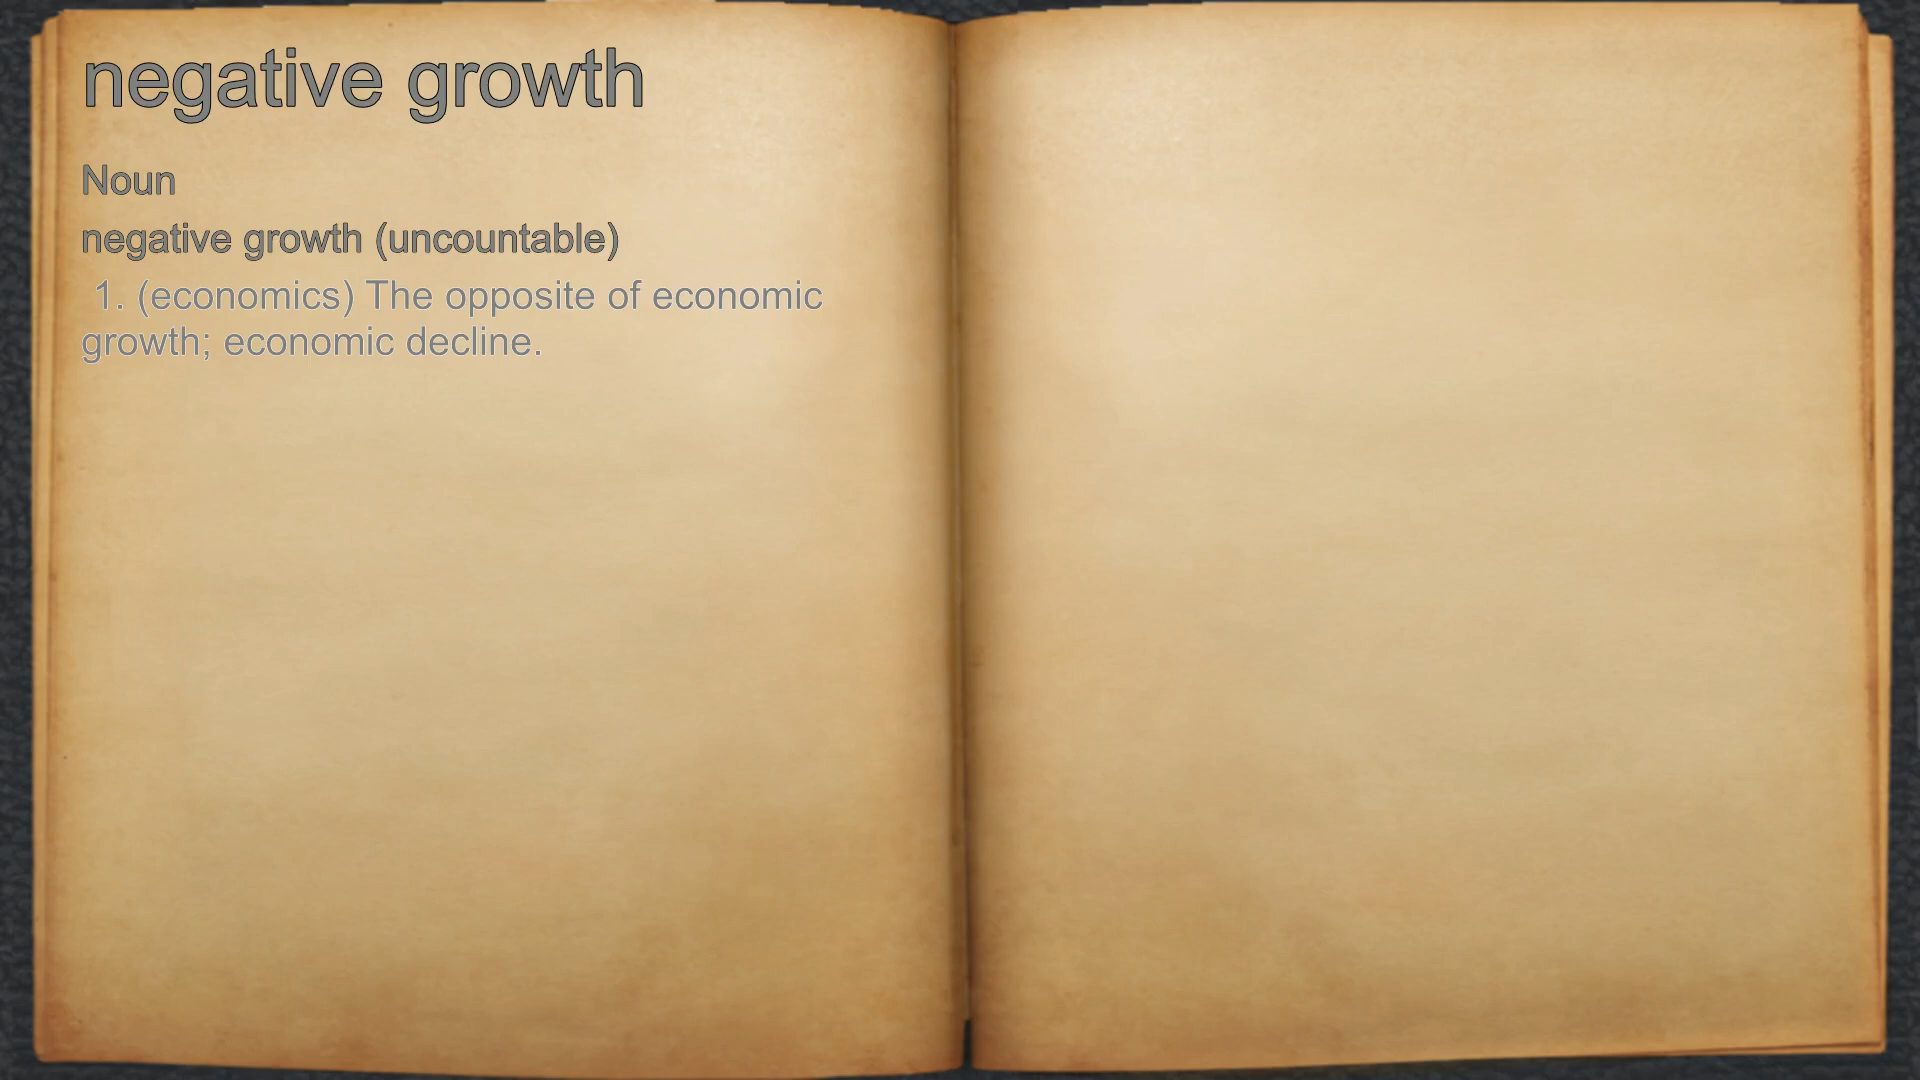 negative growth
Noun
negative growth (uncountable)
1. (economics) The opposite of economic
growth; economic decline.